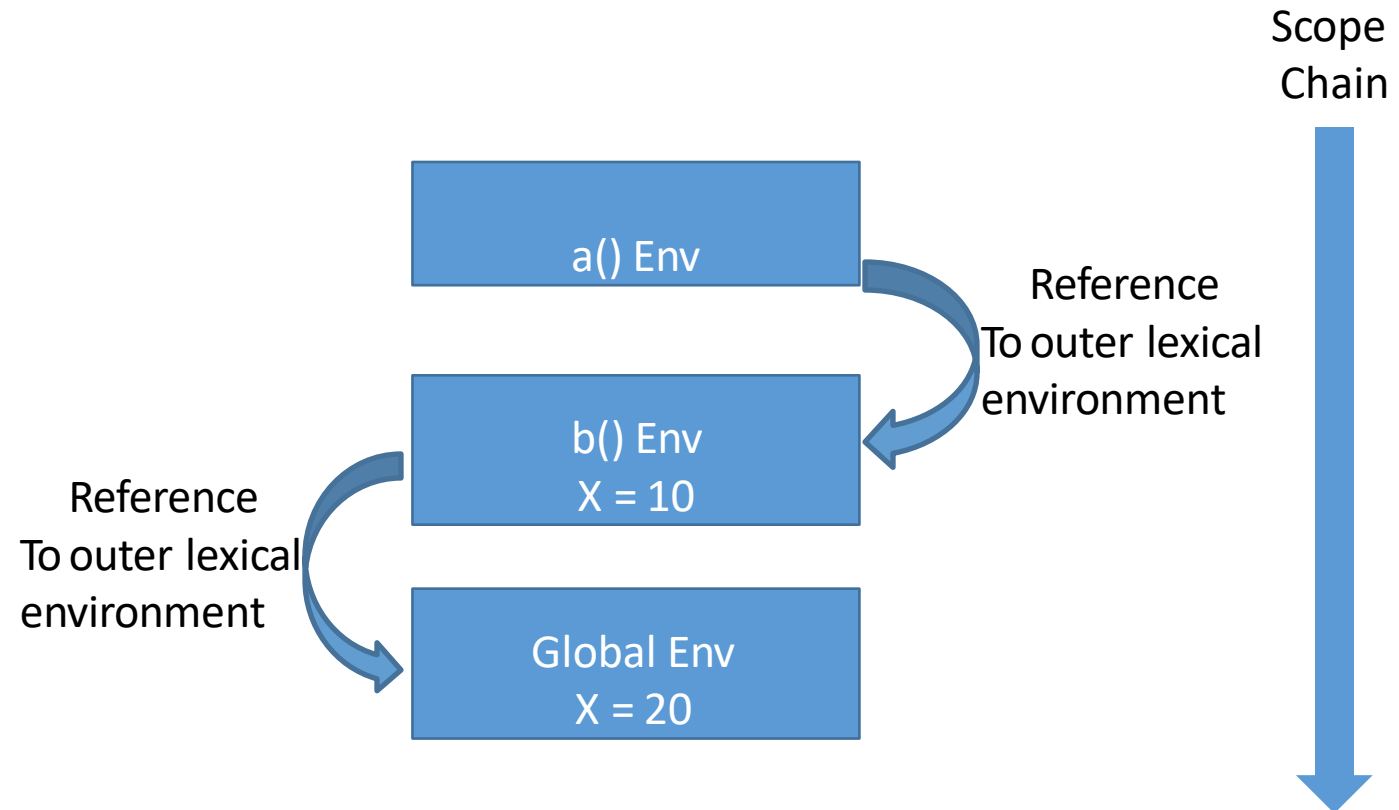 Scope
Chain
a() Env
Reference
To outer lexical
environment
b() Env
X = 10
Reference
To outer lexical
environment
Global Env
X = 20